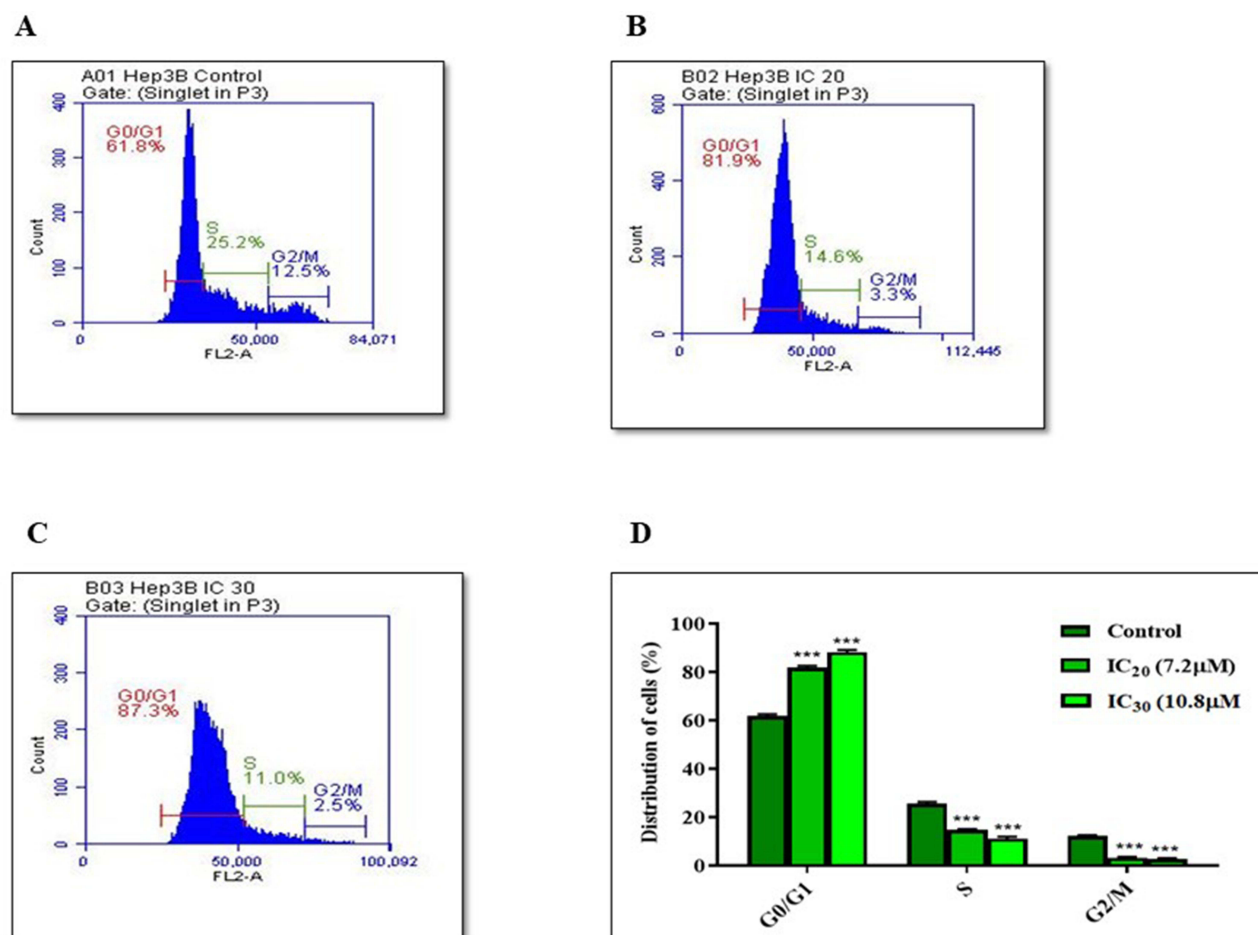 A
A01 Hep3B Control
Gate: (Singlet in P3)
400
300
200
100
0
Count
G0/G1
61.8%
S
25.2%
G2/M
12.5%
0
50,000
84,071
FL2-A
B
B02 Hep3B IC 20
Gate: (Singlet in P3)
600
400
200
0
Count
G0/G1
81.9%
S
14.6%
G2/M
3.3%
0
50,000
112,445
FL2-A
C
B03 Hep3B IC 30
Gate: (Singlet in P3)
400
300
200
100
0
Count
G0/G1
87.3%
S
11.0%
G2/M
2.5%
0
50,000
100,092
FL2-A
D
Distribution of cells (%)
100
80
60
40
20
0
*** ***
*** ***
*** ***
Control
IC20 (7.2µM)
IC30 (10.8µM
G0/G1
S
G2/M